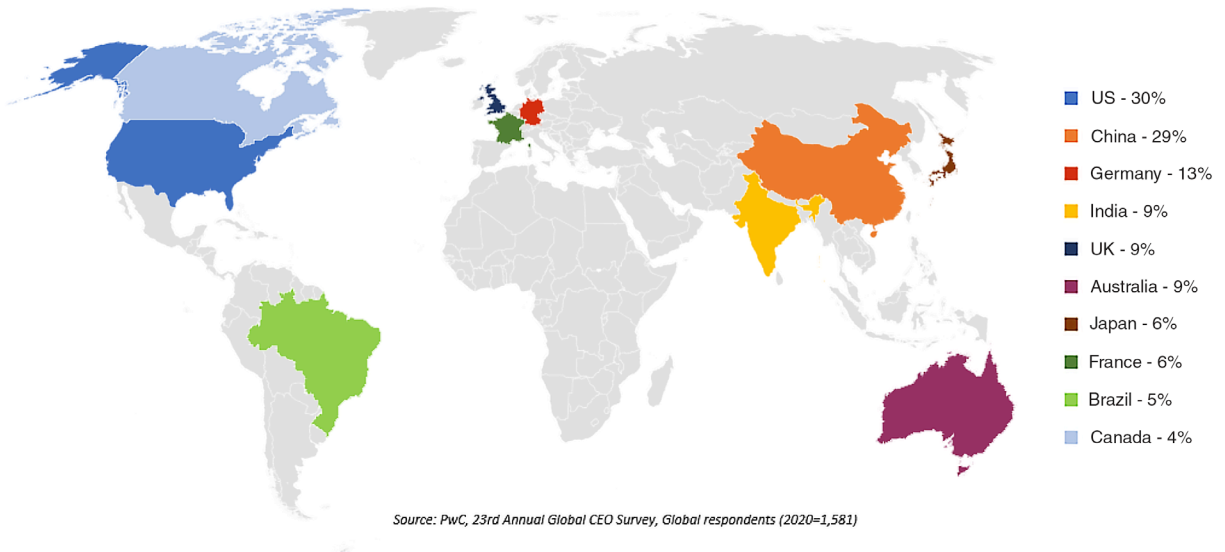 US - 30%
China - 29%
Germany - 13%
India - 9%
UK - 9%
Australia - 9%
Japan - 6%
France - 6%
Brazil - 5%
Canada - 4%
Source: PwC, 23rd Annual Global CEO Survey, Global respondents (2020=1,581)